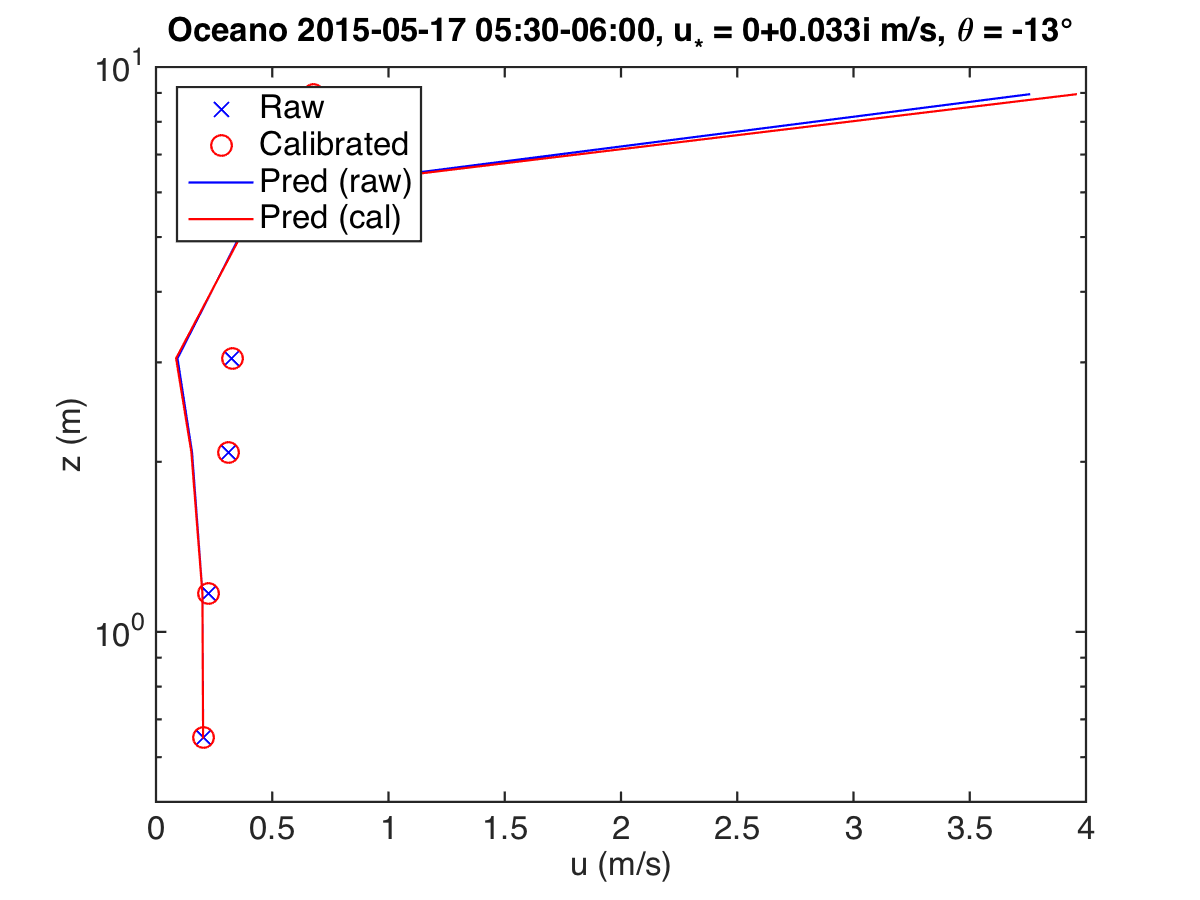 Oceano 2015-05-17 05:30-06:00, u* = 0+0.033i m/s, θ = -13°
10^1
Raw
Calibrated
Pred (raw)
Pred (cal)
z (m)
10^0
0 0.5 1 1.5 2 2.5 3 3.5 4
u (m/s)